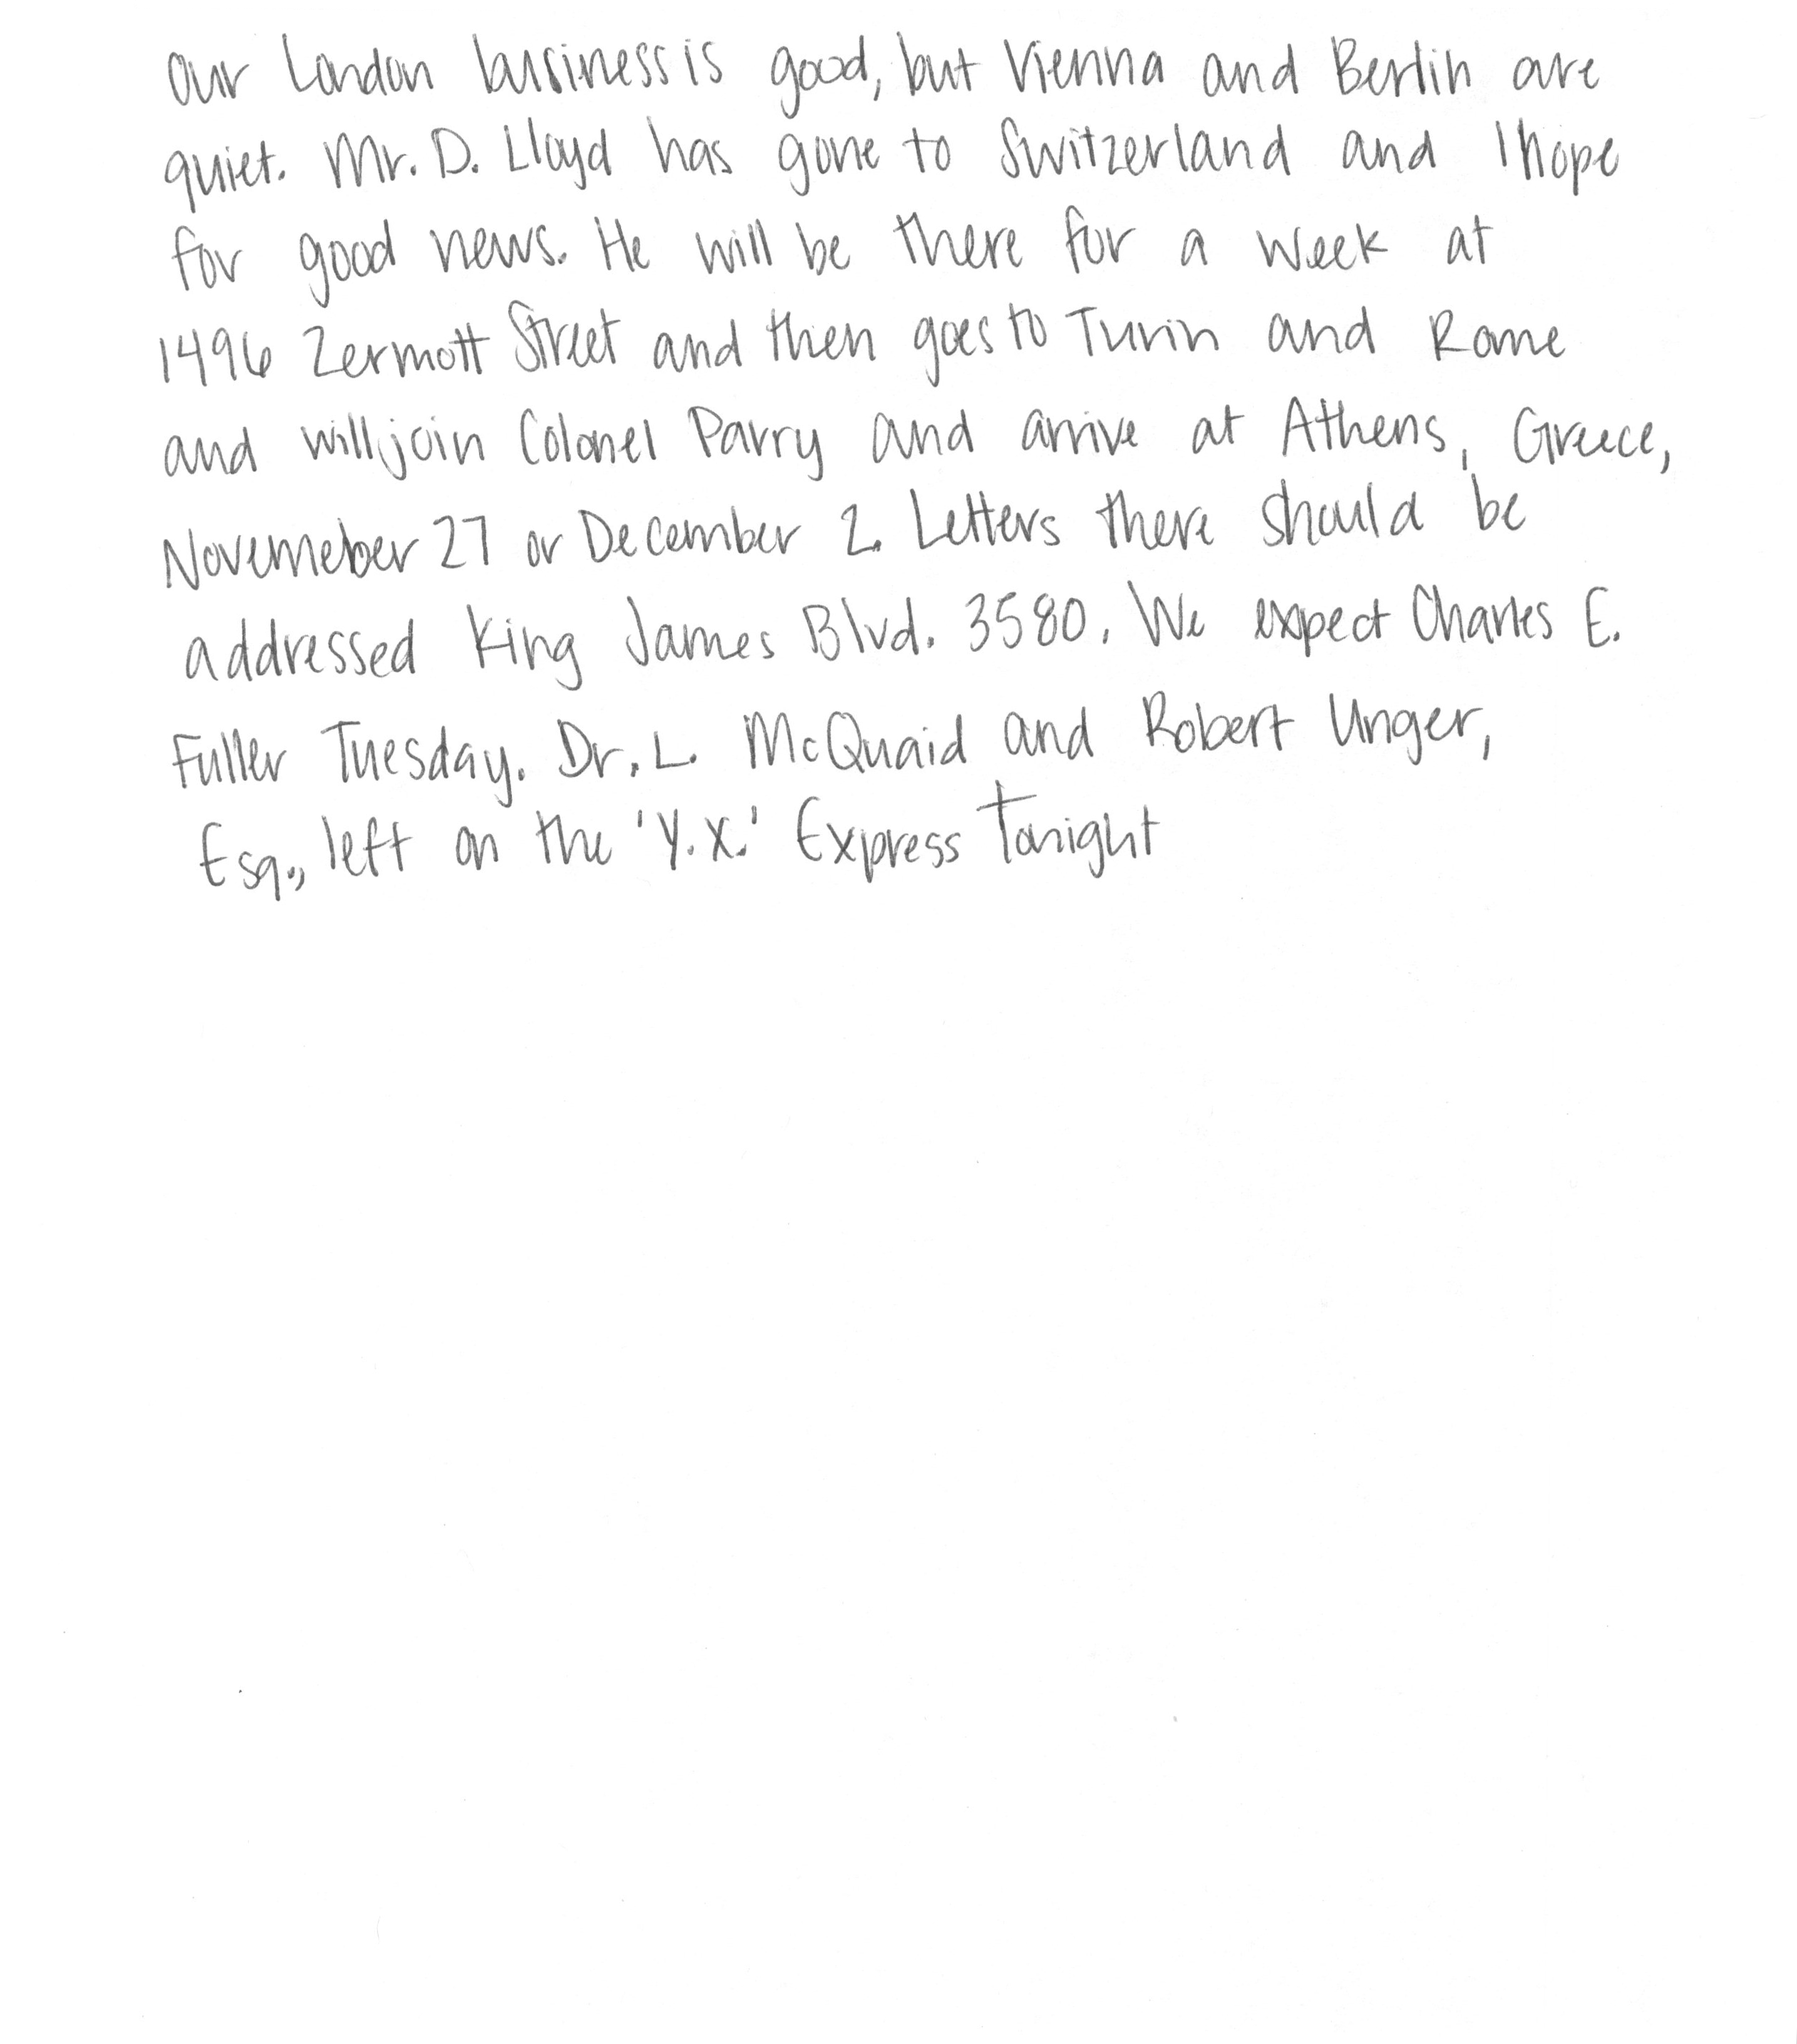 Our London business is good, but Vienna and Berlin are
quiet. Mr. D. Lloyd has gone to Switzerland and I hope
for good news. He will be there for a week at
1496 Zermott Street and then goes to Turin and Rome
and will join Colonel Parry and arrive at Athens, Greece,
Novemeber 27 or December 2. Letters there should be
addressed King James Blvd. 3580. We expect Charles E.
Fuller Tuesday. Dr. L. McQuaid and Robert Unger,
Esq., left on the 'Y.X.' Express Tonight